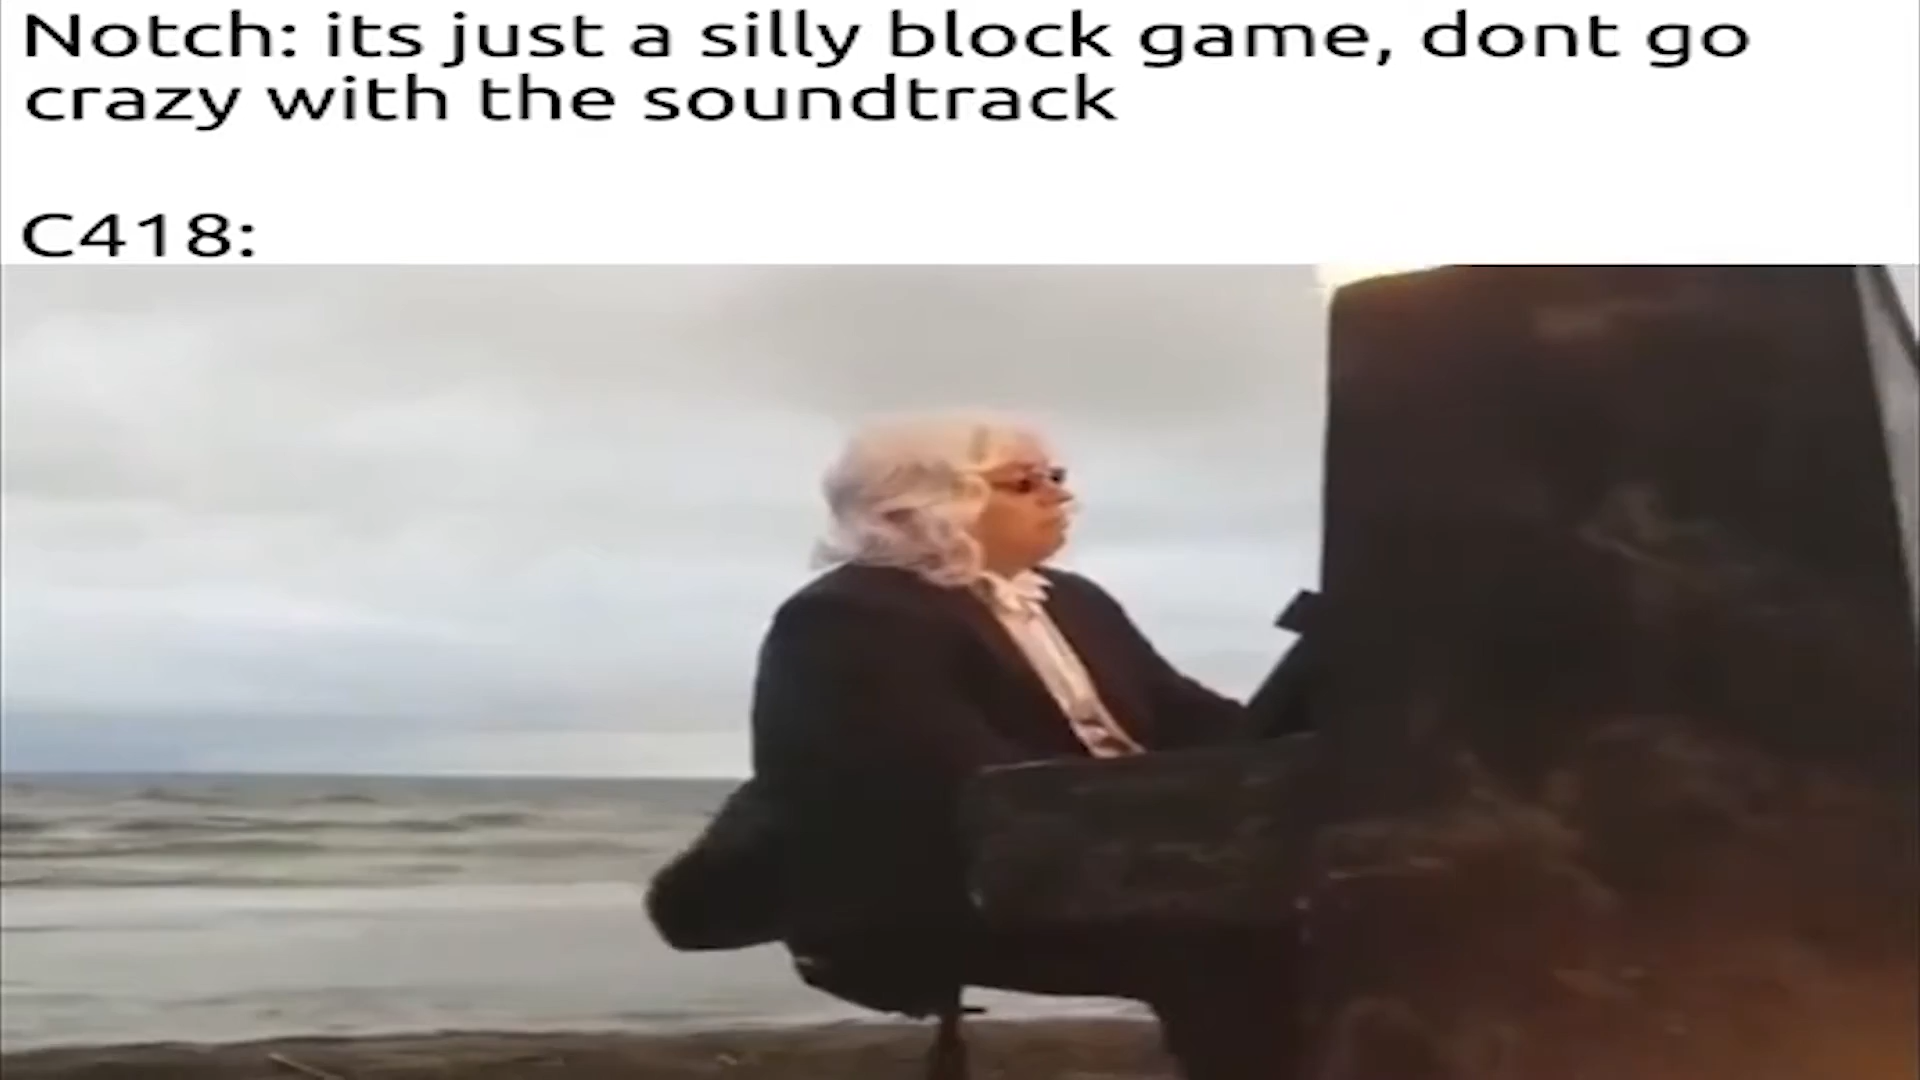 Notch: its just a silly block game, dont go
crazy with the soundtrack
C418: